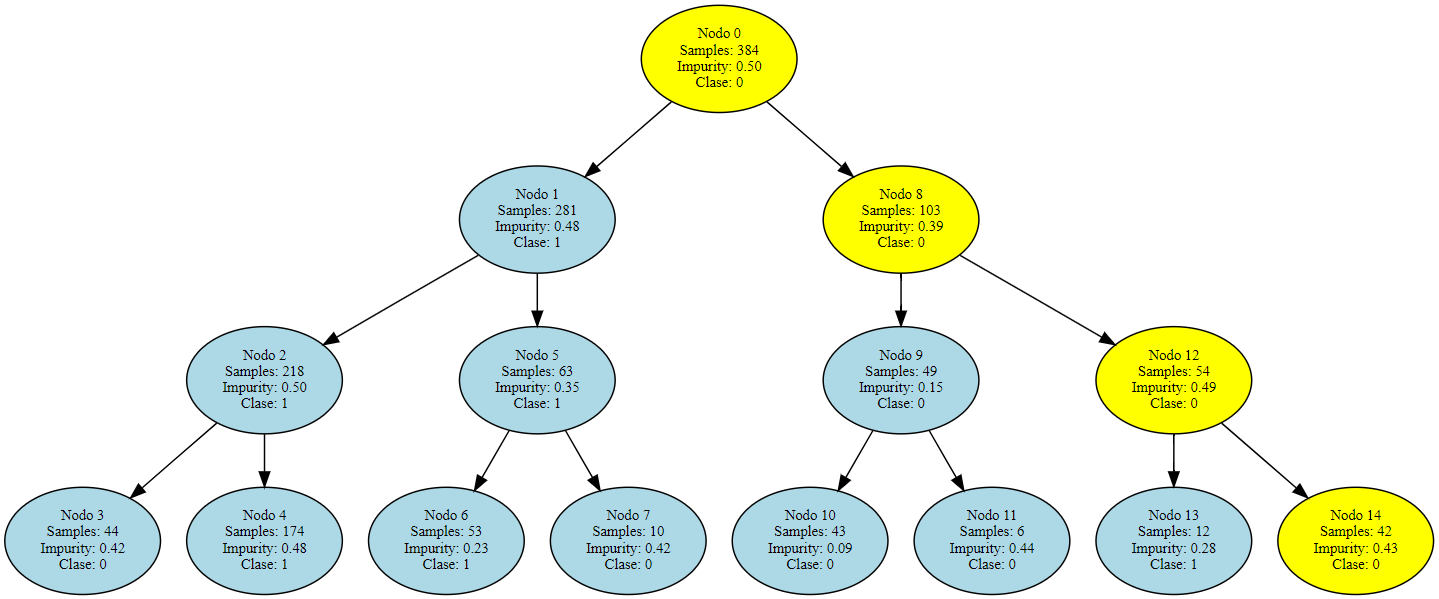 Nodo 0
Samples: 384
Impurity: 0.50
Clase: 0
Nodo 1
Samples: 281
Impurity: 0.48
Clase: 1
Nodo 8
Samples: 103
Impurity: 0.39
Clase: 0
Nodo 2
Samples: 218
Impurity: 0.50
Clase: 1
Nodo 5
Samples: 63
Impurity: 0.35
Clase: 1
Nodo 9
Samples: 49
Impurity: 0.15
Clase: 0
Nodo 12
Samples: 54
Impurity: 0.49
Clase: 0
Nodo 3
Samples: 44
Impurity: 0.42
Clase: 0
Nodo 4
Samples: 174
Impurity: 0.48
Clase: 1
Nodo 6
Samples: 53
Impurity: 0.23
Clase: 1
Nodo 7
Samples: 10
Impurity: 0.42
Clase: 0
Nodo 10
Samples: 43
Impurity: 0.09
Clase: 0
Nodo 11
Samples: 6
Impurity: 0.44
Clase: 0
Nodo 13
Samples: 12
Impurity: 0.28
Clase: 1
Nodo 14
Samples: 42
Impurity: 0.43
Clase: 0